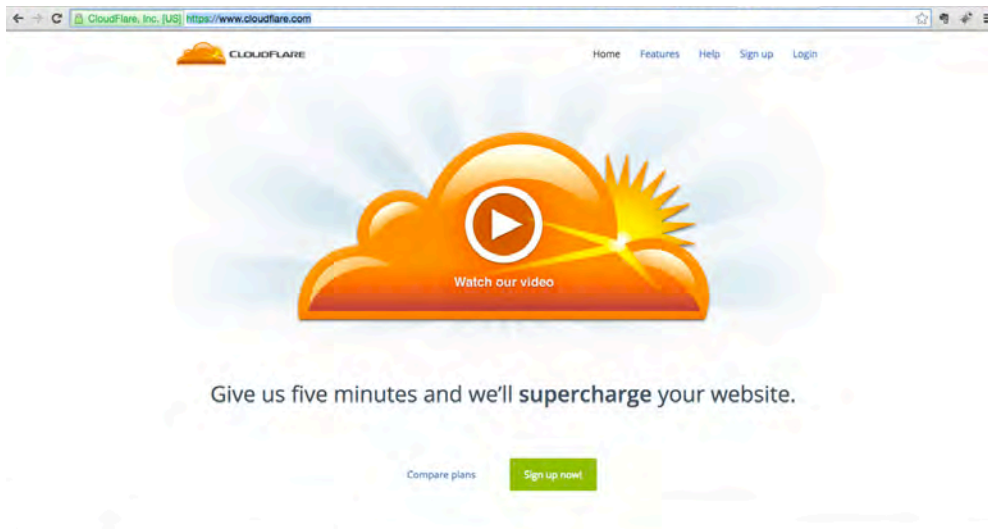 CloudFlare, Inc. [US] https://www.cloudflare.com
CLOUDFLARE
Home Features Help Sign up Login
Watch our video
Give us five minutes and we'll supercharge your website.
Compare plans Sign up now!